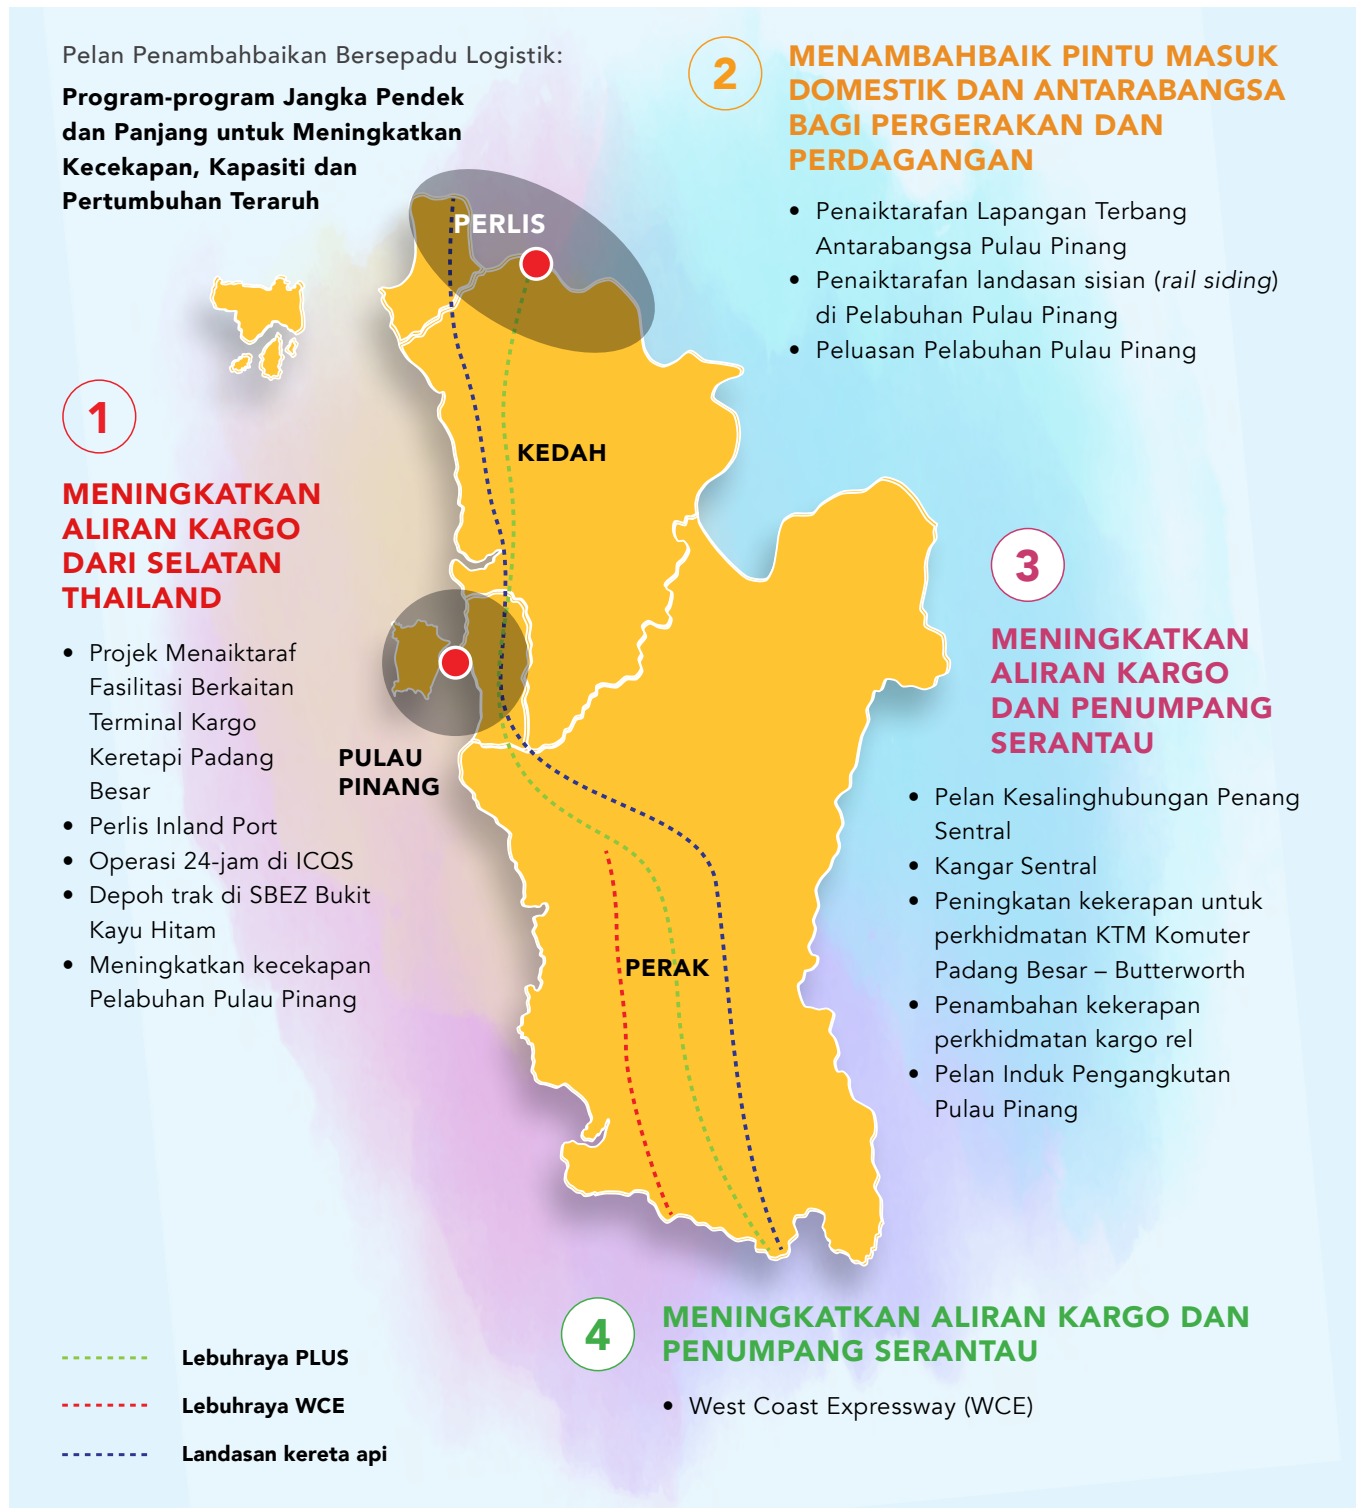 Pelan Penambahbaikan Bersepadu Logistik:
Program-program Jangka Pendek
dan Panjang untuk Meningkatkan
Kecekapan, Kapasiti dan
Pertumbuhan Teraruh
2
MENAMBAHBAIK PINTU MASUK
DOMESTIK DAN ANTARABANGSA
BAGI PERGERAKAN DAN
PERDAGANGAN
• Penaiktarafan Lapangan Terbang
Antarabangsa Pulau Pinang
• Penaiktarafan landasan sisian (rail siding)
di Pelabuhan Pulau Pinang
• Peluasan Pelabuhan Pulau Pinang
PERLIS
KEDAH
PULAU
PINANG
PERAK
1
MENINGKATKAN
ALIRAN KARGO
DARI SELATAN
THAILAND
• Projek Menaiktaraf
Fasilitasi Berkaitan
Terminal Kargo
Keretapi Padang
Besar
• Perlis Inland Port
• Operasi 24-jam di ICQS
• Depoh trak di SBEZ Bukit
Kayu Hitam
• Meningkatkan kecekapan
Pelabuhan Pulau Pinang
3
MENINGKATKAN
ALIRAN KARGO
DAN PENUMPANG
SERANTAU
• Pelan Kesalinghubungan Penang
Sentral
• Kangar Sentral
• Peningkatan kekerapan untuk
perkhidmatan KTM Komuter
Padang Besar – Butterworth
• Penambahan kekerapan
perkhidmatan kargo rel
• Pelan Induk Pengangkutan
Pulau Pinang
4
MENINGKATKAN ALIRAN KARGO DAN
PENUMPANG SERANTAU
• West Coast Expressway (WCE)
Lebuhraya PLUS
Lebuhraya WCE
Landasan kereta api